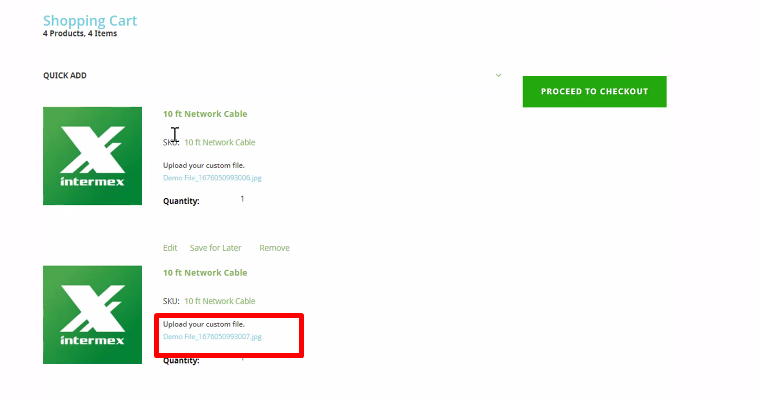 Shopping Cart
4 Products, 4 Items
QUICK ADD
PROCEED TO CHECKOUT
10 ft Network Cable
SKU: 10 ft Network Cable
Upload your custom file.
Demo File_1676050993006.jpg
intermex
Quantity: 1
Edit Save for Later Remove
10 ft Network Cable
SKU: 10 ft Network Cable
Upload your custom file.
Demo File_1676050993007.jpg
intermex
Quantity: 1